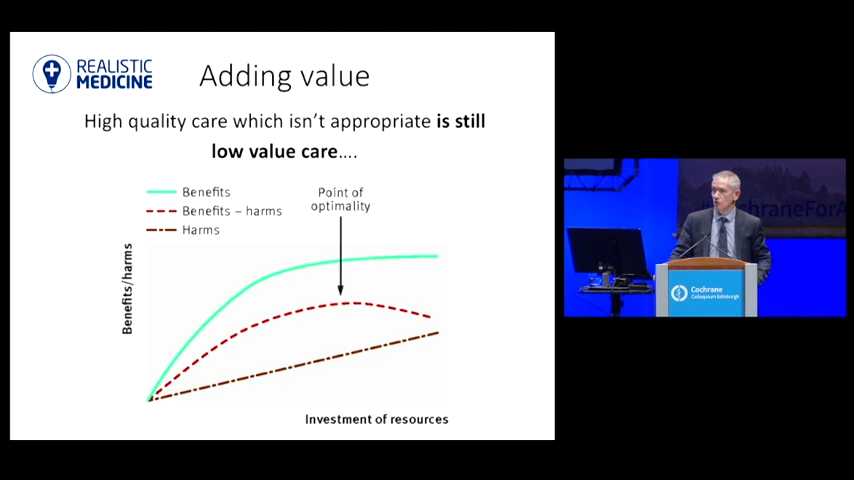 REALISTIC
MEDICINE
Adding value
High quality care which isn't appropriate is still
low value care....
Benefits
Benefits – harms
Harms
Point of
optimality
Benefits/harms
Investment of resources
Cochrane
Colloquium Edinburgh